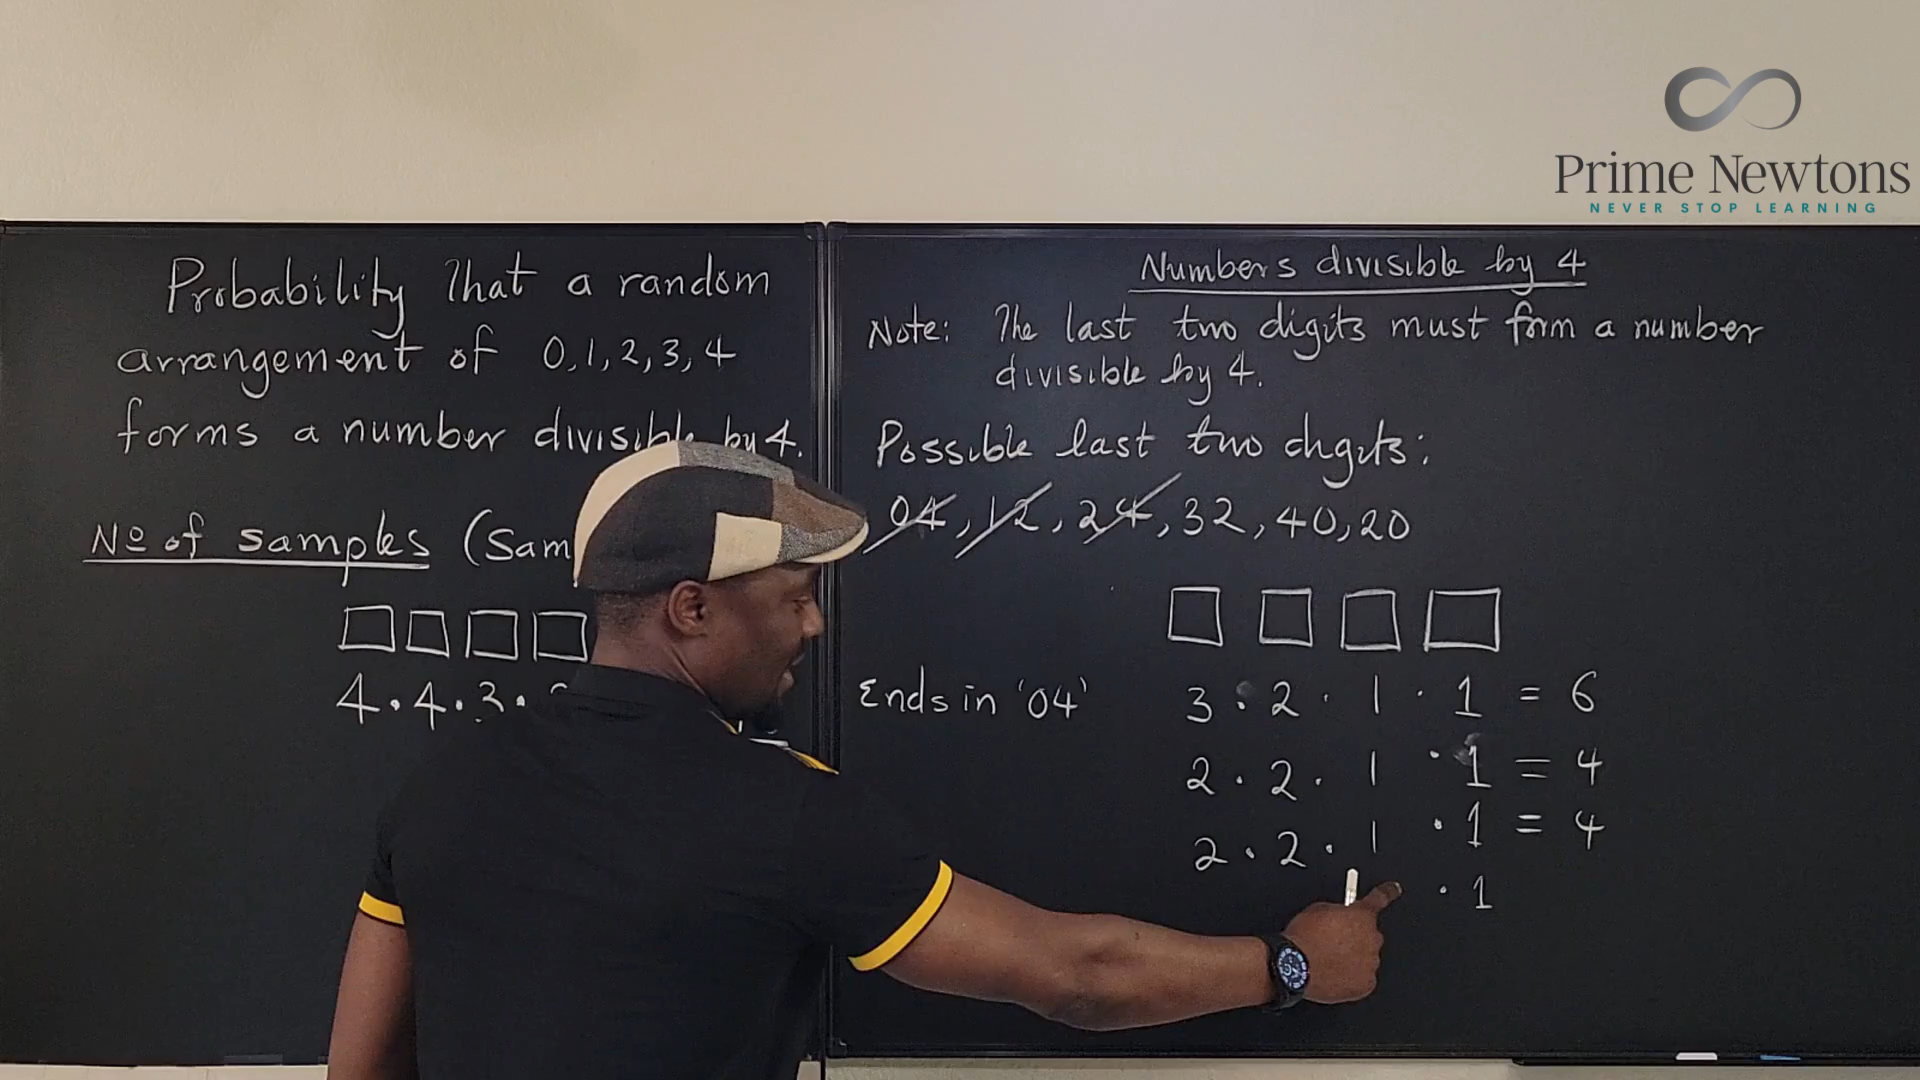 Prime Newtons
NEVER STOP LEARNING
Probability that a random
arrangement of 0,1,2,3,4
forms a number divisible by 4.
No of samples (Sam
4 . 4 . 3 .
Numbers divisible by 4
Note: The last two digits must form a number
divisible by 4.
Possible last two digits:
04, 12, 24, 32, 40, 20
Ends in '04' 3 . 2 . 1 . 1 = 6
2 . 2 . 1 . 1 = 4
2 . 2 . 1 . 1 = 4
. 1